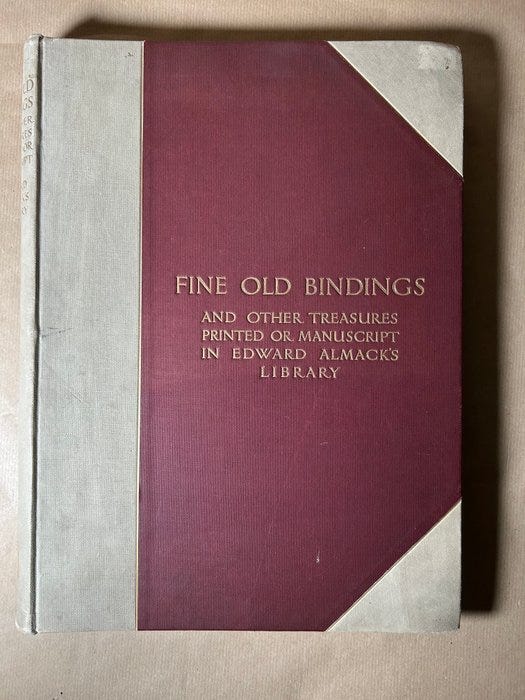 FINE OLD BINDINGS
AND OTHER TREASURES
PRINTED OR MANUSCRIPT
IN EDWARD ALMACK'S
LIBRARY